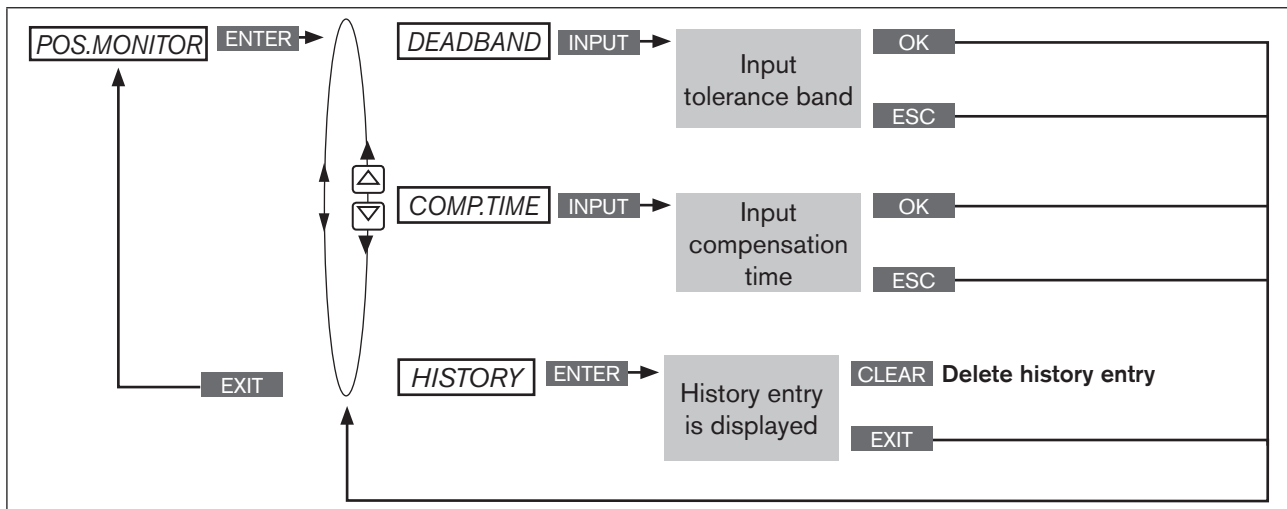 POS.MONITOR ENTER
DEADBAND INPUT
Input
tolerance band
OK
ESC
COMP.TIME INPUT
Input
compensation
time
OK
ESC
EXIT
HISTORY ENTER
History entry
is displayed
CLEAR Delete history entry
EXIT